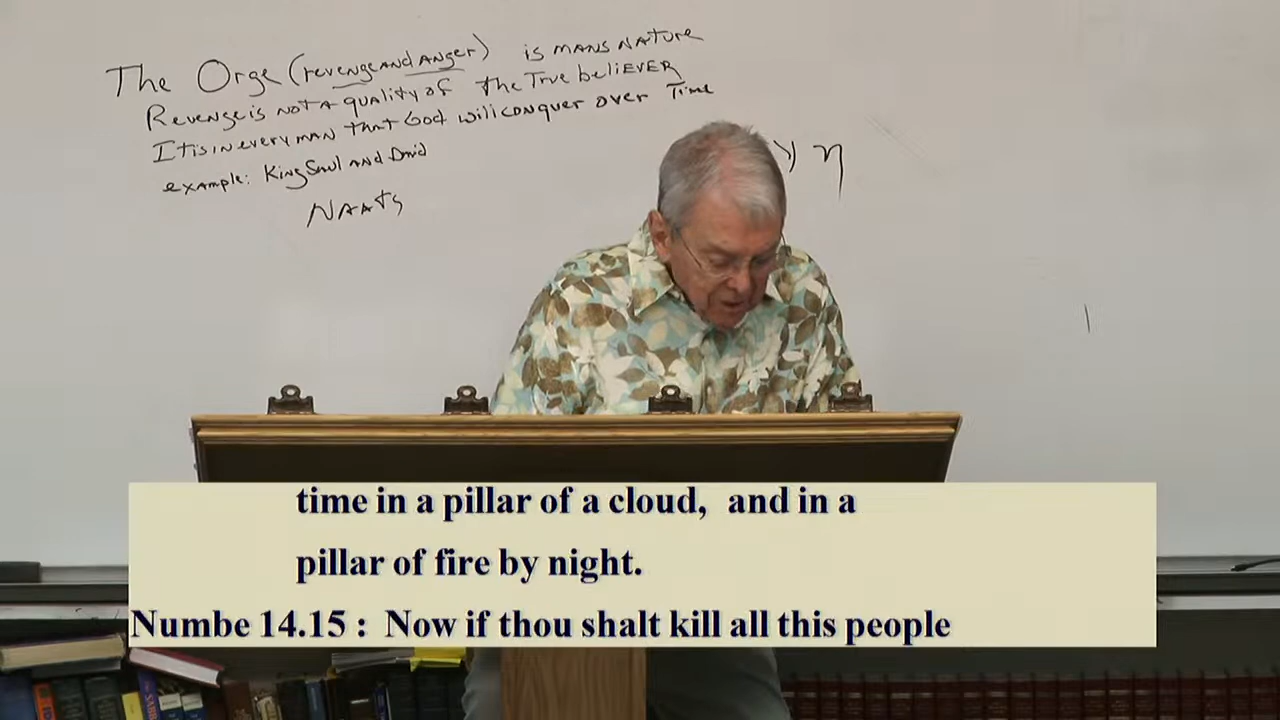 The Orge (revenge and Anger) is mans nature
Revenge is not a quality of the True believer
It is in every man that God will conquer over Time
example: King Saul and David
NAATS
γ η
time in a pillar of a cloud, and in a
pillar of fire by night.
Numbe 14.15 : Now if thou shalt kill all this people